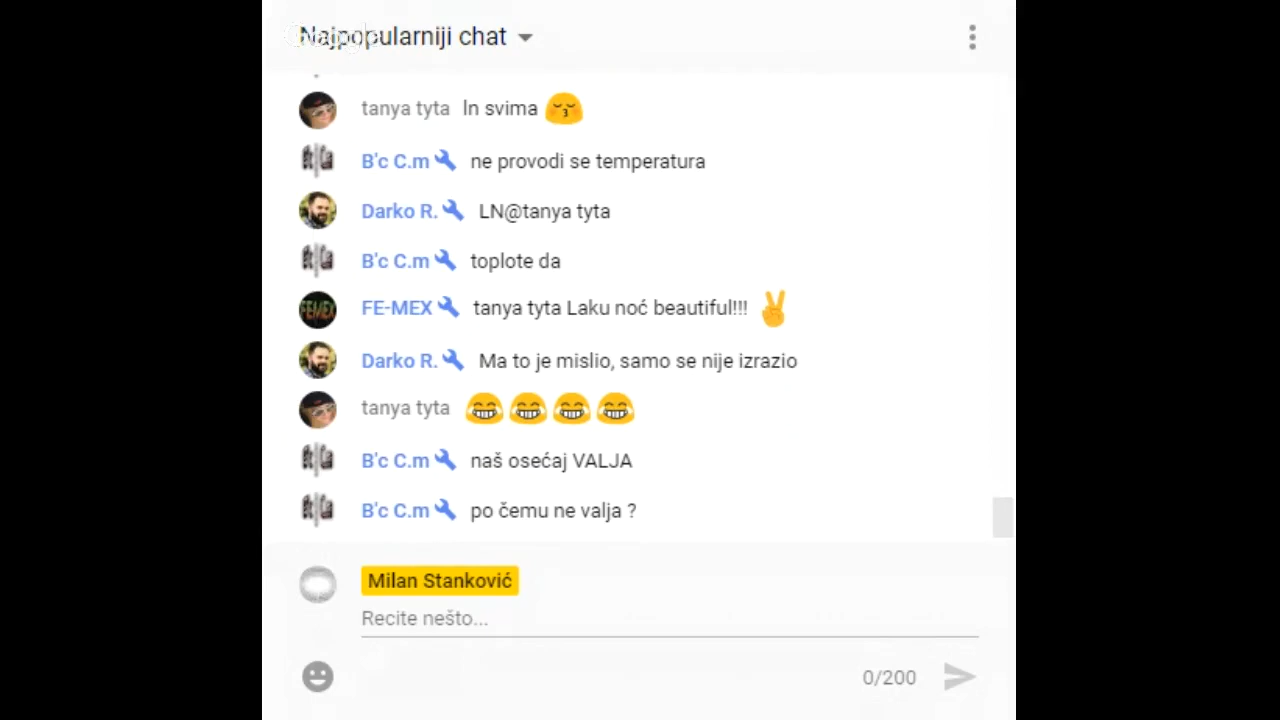 Najpopularniji chat
tanya tyta ln svima
B'c C.m ne provodi se temperatura
Darko R. LN@tanya tyta
B'c C.m toplote da
FE-MEX tanya tyta Laku noć beautiful!!!
Darko R. Ma to je mislio, samo se nije izrazio
tanya tyta
B'c C.m naš osećaj VALJA
B'c C.m po čemu ne valja ?
Milan Stanković
Recite nešto...
0/200